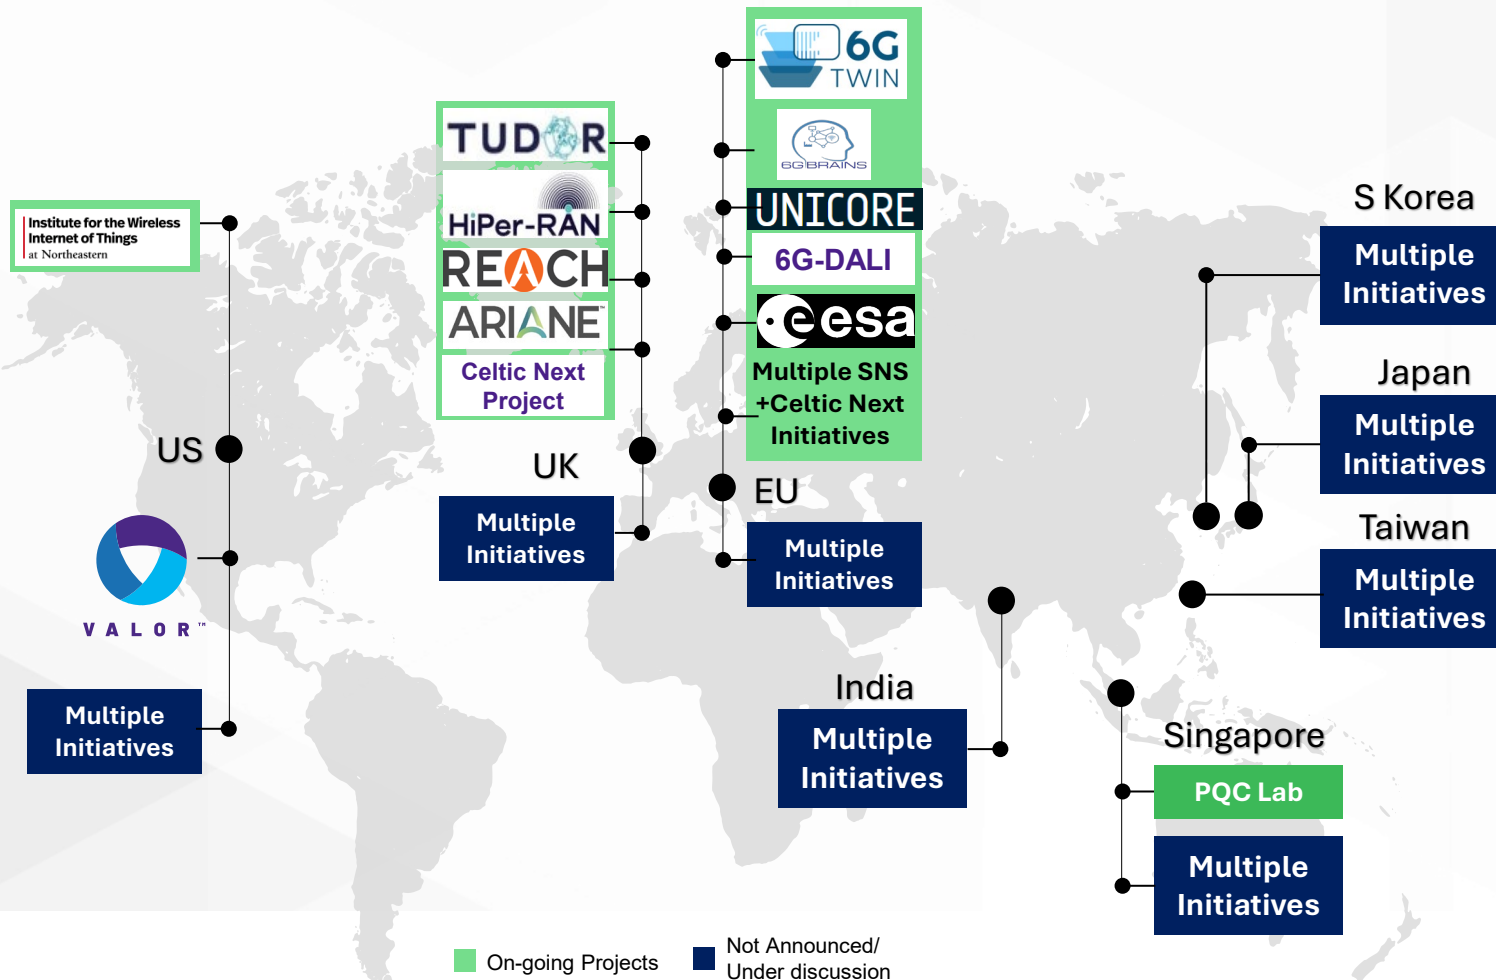 Institute for the Wireless
Internet of Things
at Northeastern
US
VALOR™
Multiple
Initiatives
TUDOR
HiPer-RAN
REACH
ARIANE™
Celtic Next
Project
UK
Multiple
Initiatives
6G
TWIN
6G BRAINS
UNICORE
6G-DALI
esa
Multiple SNS
+Celtic Next
Initiatives
EU
Multiple
Initiatives
India
Multiple
Initiatives
S Korea
Multiple
Initiatives
Japan
Multiple
Initiatives
Taiwan
Multiple
Initiatives
Singapore
PQC Lab
Multiple
Initiatives
On-going Projects
Not Announced/
Under discussion